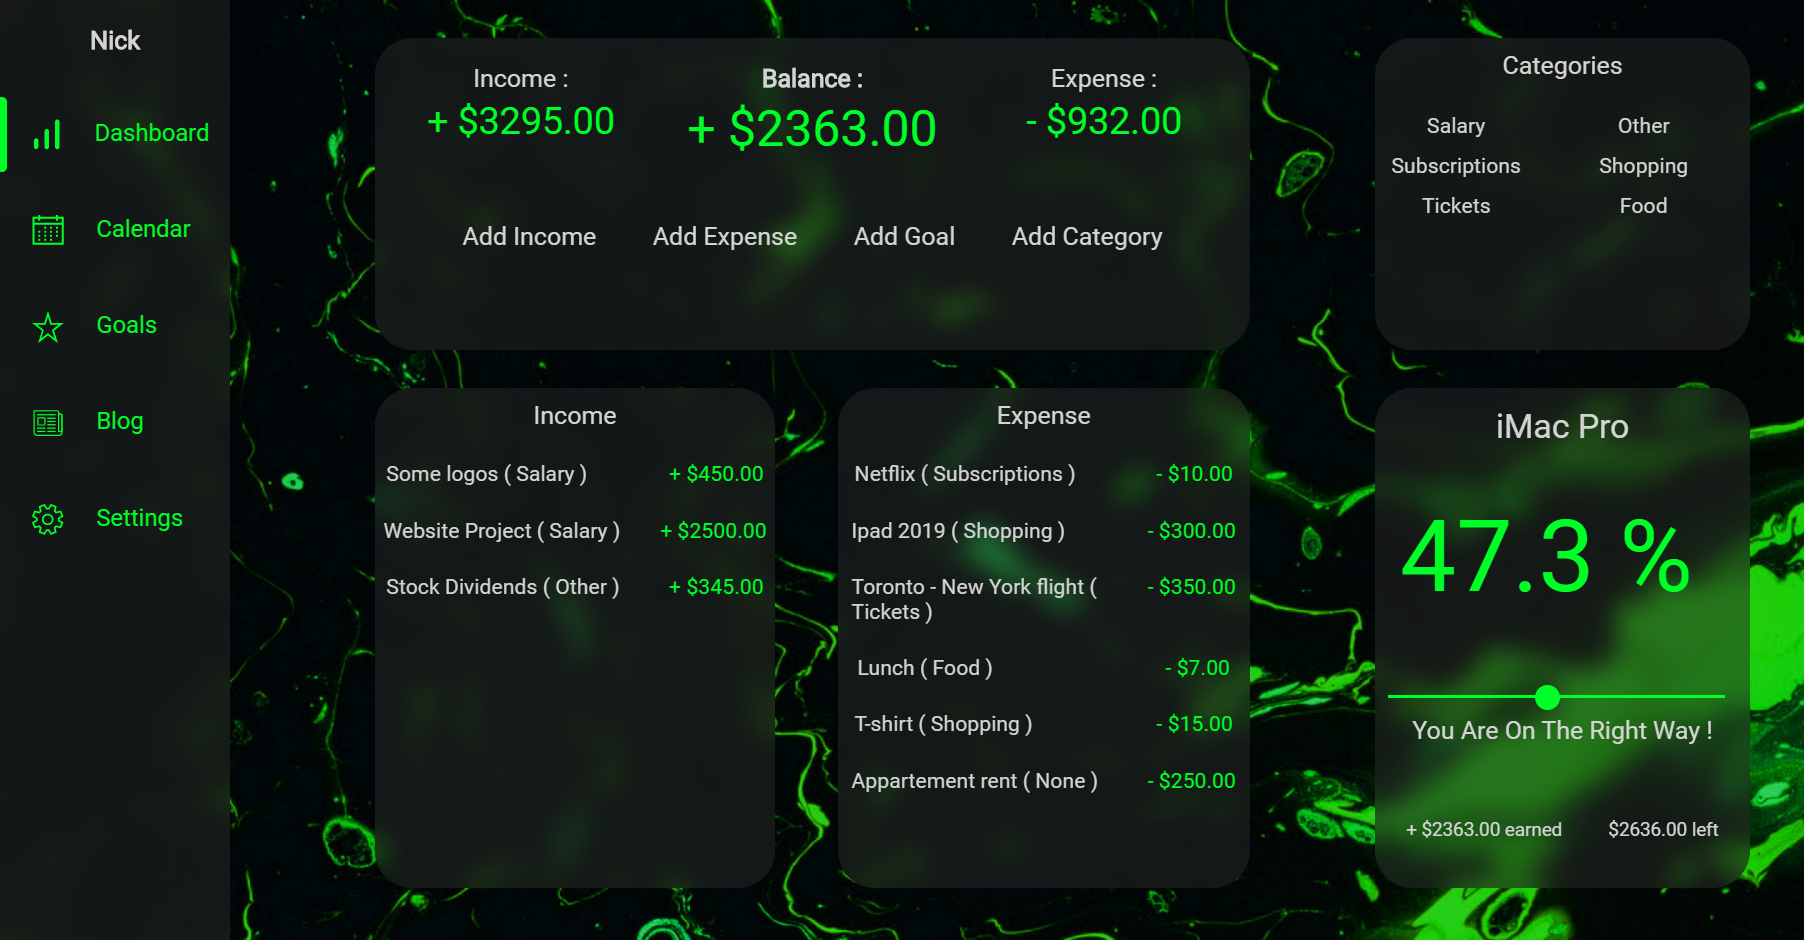 Nick
Dashboard
Calendar
Goals
Blog
Settings
Income :
+ $3295.00
Balance :
+ $2363.00
Expense :
- $932.00
Add Income
Add Expense
Add Goal
Add Category
Categories
Salary
Other
Subscriptions
Shopping
Tickets
Food
Income
Some logos ( Salary )
+ $450.00
Website Project ( Salary )
+ $2500.00
Stock Dividends ( Other )
+ $345.00
Expense
Netflix ( Subscriptions )
- $10.00
Ipad 2019 ( Shopping )
- $300.00
Toronto - New York flight (
Tickets )
- $350.00
Lunch ( Food )
- $7.00
T-shirt ( Shopping )
- $15.00
Appartement rent ( None )
- $250.00
iMac Pro
47.3 %
You Are On The Right Way !
+ $2363.00 earned
$2636.00 left